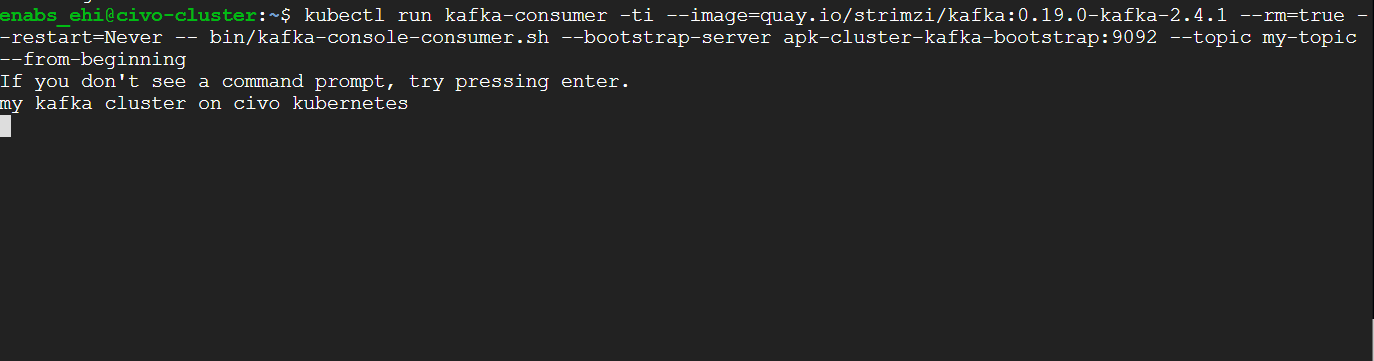 enabs_ehi@civo-cluster:~$ kubectl run kafka-consumer -ti --image=quay.io/strimzi/kafka:0.19.0-kafka-2.4.1 --rm=true -
-restart=Never -- bin/kafka-console-consumer.sh --bootstrap-server apk-cluster-kafka-bootstrap:9092 --topic my-topic
--from-beginning
If you don't see a command prompt, try pressing enter.
my kafka cluster on civo kubernetes